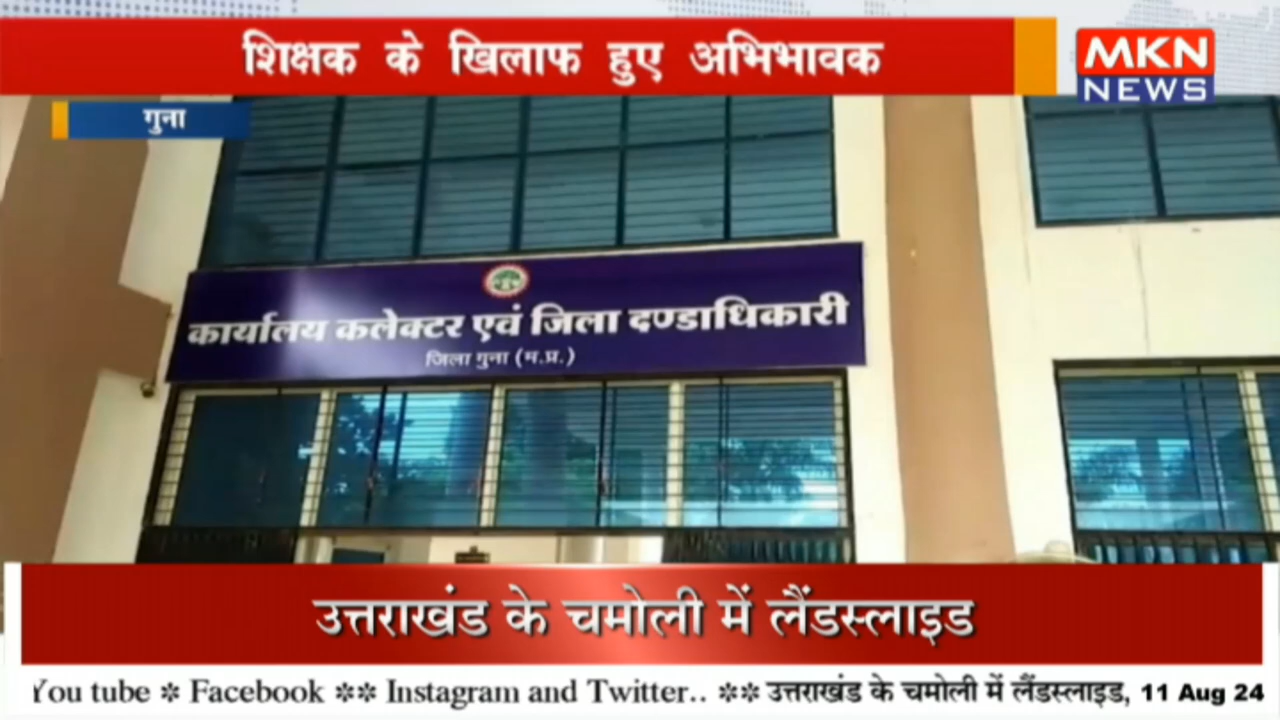 शिक्षक के खिलाफ हुए अभिभावक
MKN
NEWS
गुना
कार्यालय कलेक्टर एवं जिला दण्डाधिकारी
जिला गुना (म.प्र.)
उत्तराखंड के चमोली में लैंडस्लाइड
You tube ✻ Facebook ✻✻ Instagram and Twitter.. ✻✻ उत्तराखंड के चमोली में लैंडस्लाइड, 11 Aug 24